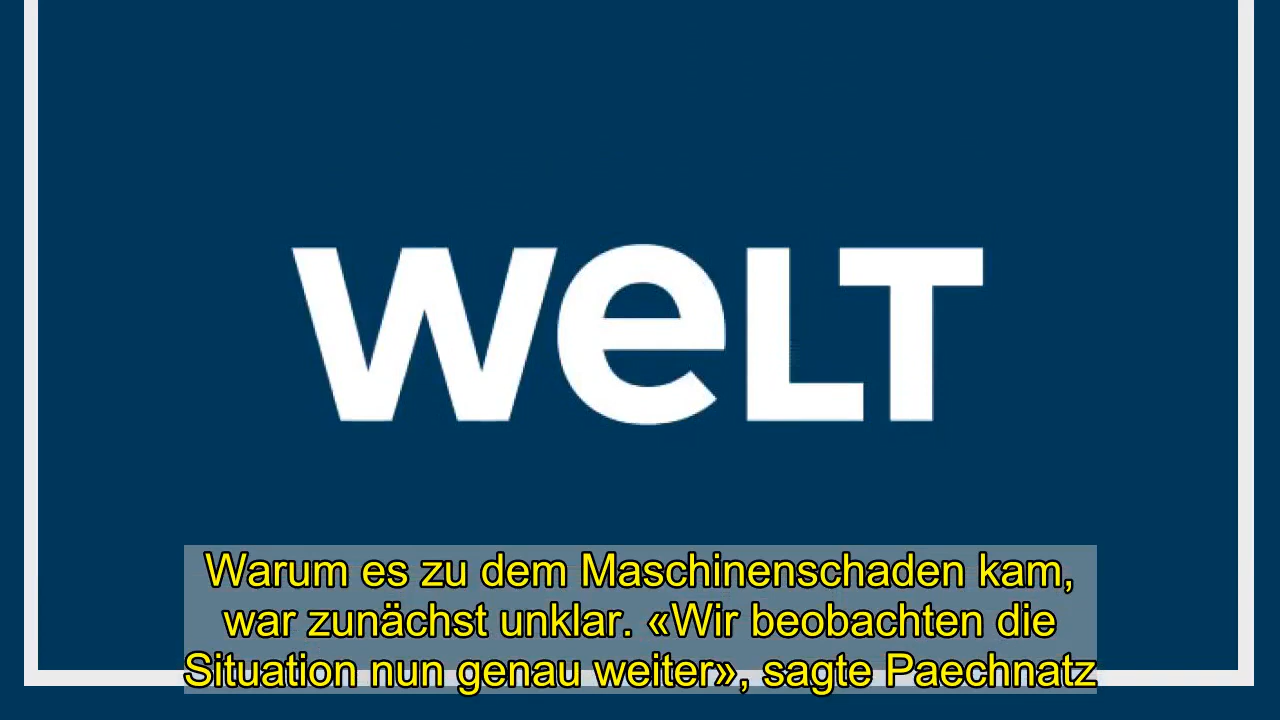 WELT
Warum es zu dem Maschinenschaden kam,
war zunächst unklar. «Wir beobachten die
Situation nun genau weiter», sagte Paechnatz